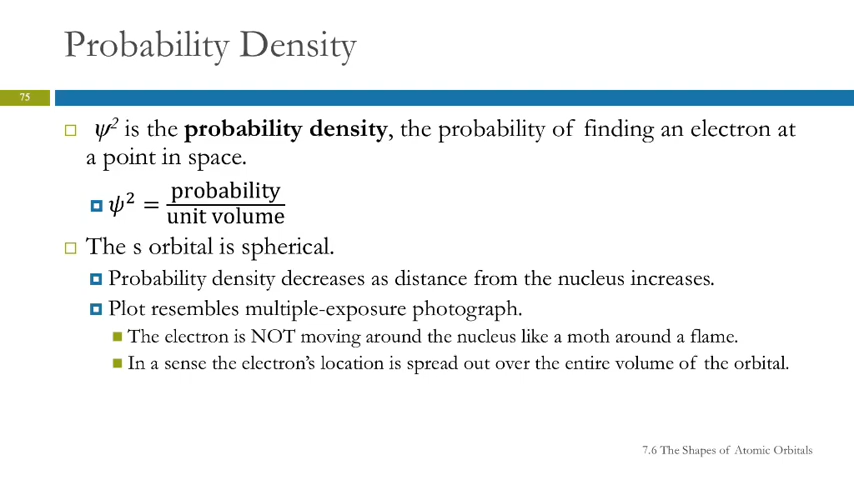 Probability Density
75
ψ² is the probability density, the probability of finding an electron at
a point in space.
ψ² = probability / unit volume
The s orbital is spherical.
Probability density decreases as distance from the nucleus increases.
Plot resembles multiple-exposure photograph.
The electron is NOT moving around the nucleus like a moth around a flame.
In a sense the electron's location is spread out over the entire volume of the orbital.
7.6 The Shapes of Atomic Orbitals